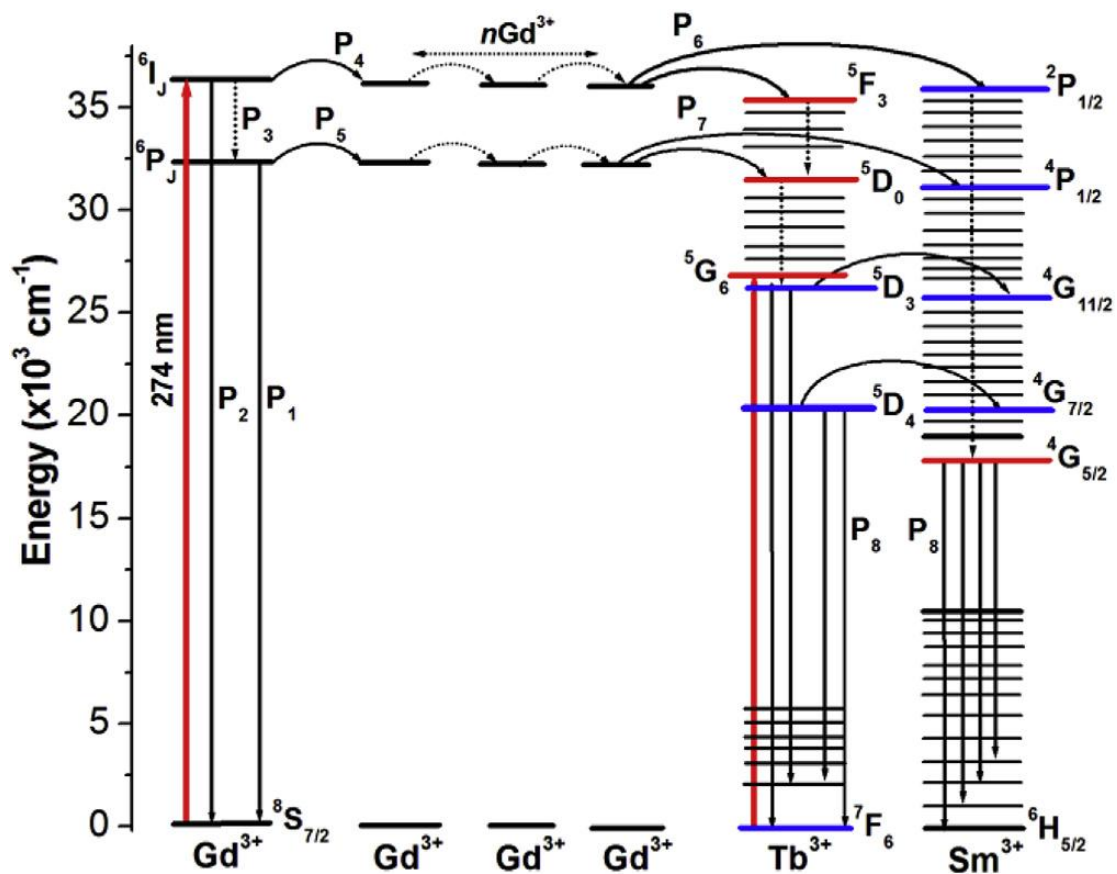 Energy (x10³ cm⁻¹)
35
30
25
20
15
10
5
0
⁶I_J
⁶P_J
P₄
P₅
P₃
nGd³⁺
P₆
P₇
274 nm
P₂
P₁
⁸S₇/₂
Gd³⁺
Gd³⁺
Gd³⁺
Gd³⁺
⁵F₃
⁵D₀
⁵G₆
⁵D₃
⁵D₄
P₈
⁷F₆
Tb³⁺
²P₁/₂
⁴P₁/₂
⁴G₁₁/₂
⁴G₇/₂
⁴G₅/₂
P₈
⁶H₅/₂
Sm³⁺